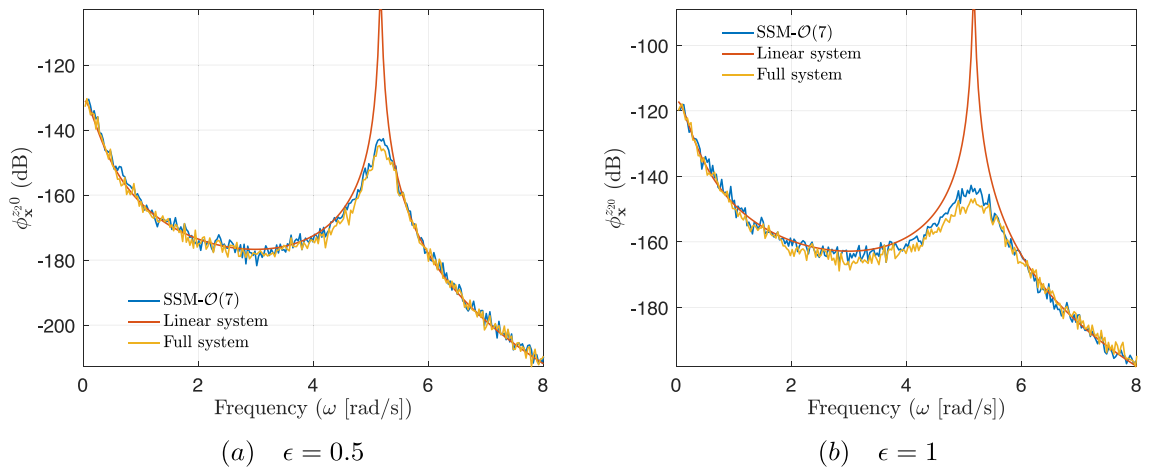 -120
-140
-160
-180
-200
ϕ_𝐱^{z_2 0} (dB)
SSM-𝒪(7)
Linear system
Full system
0 2 4 6 8
Frequency (ω [rad/s])
(a) ϵ = 0.5
-100
-120
-140
-160
-180
ϕ_𝐱^{z_{20}} (dB)
SSM-𝒪(7)
Linear system
Full system
0 2 4 6 8
Frequency (ω [rad/s])
(b) ϵ = 1